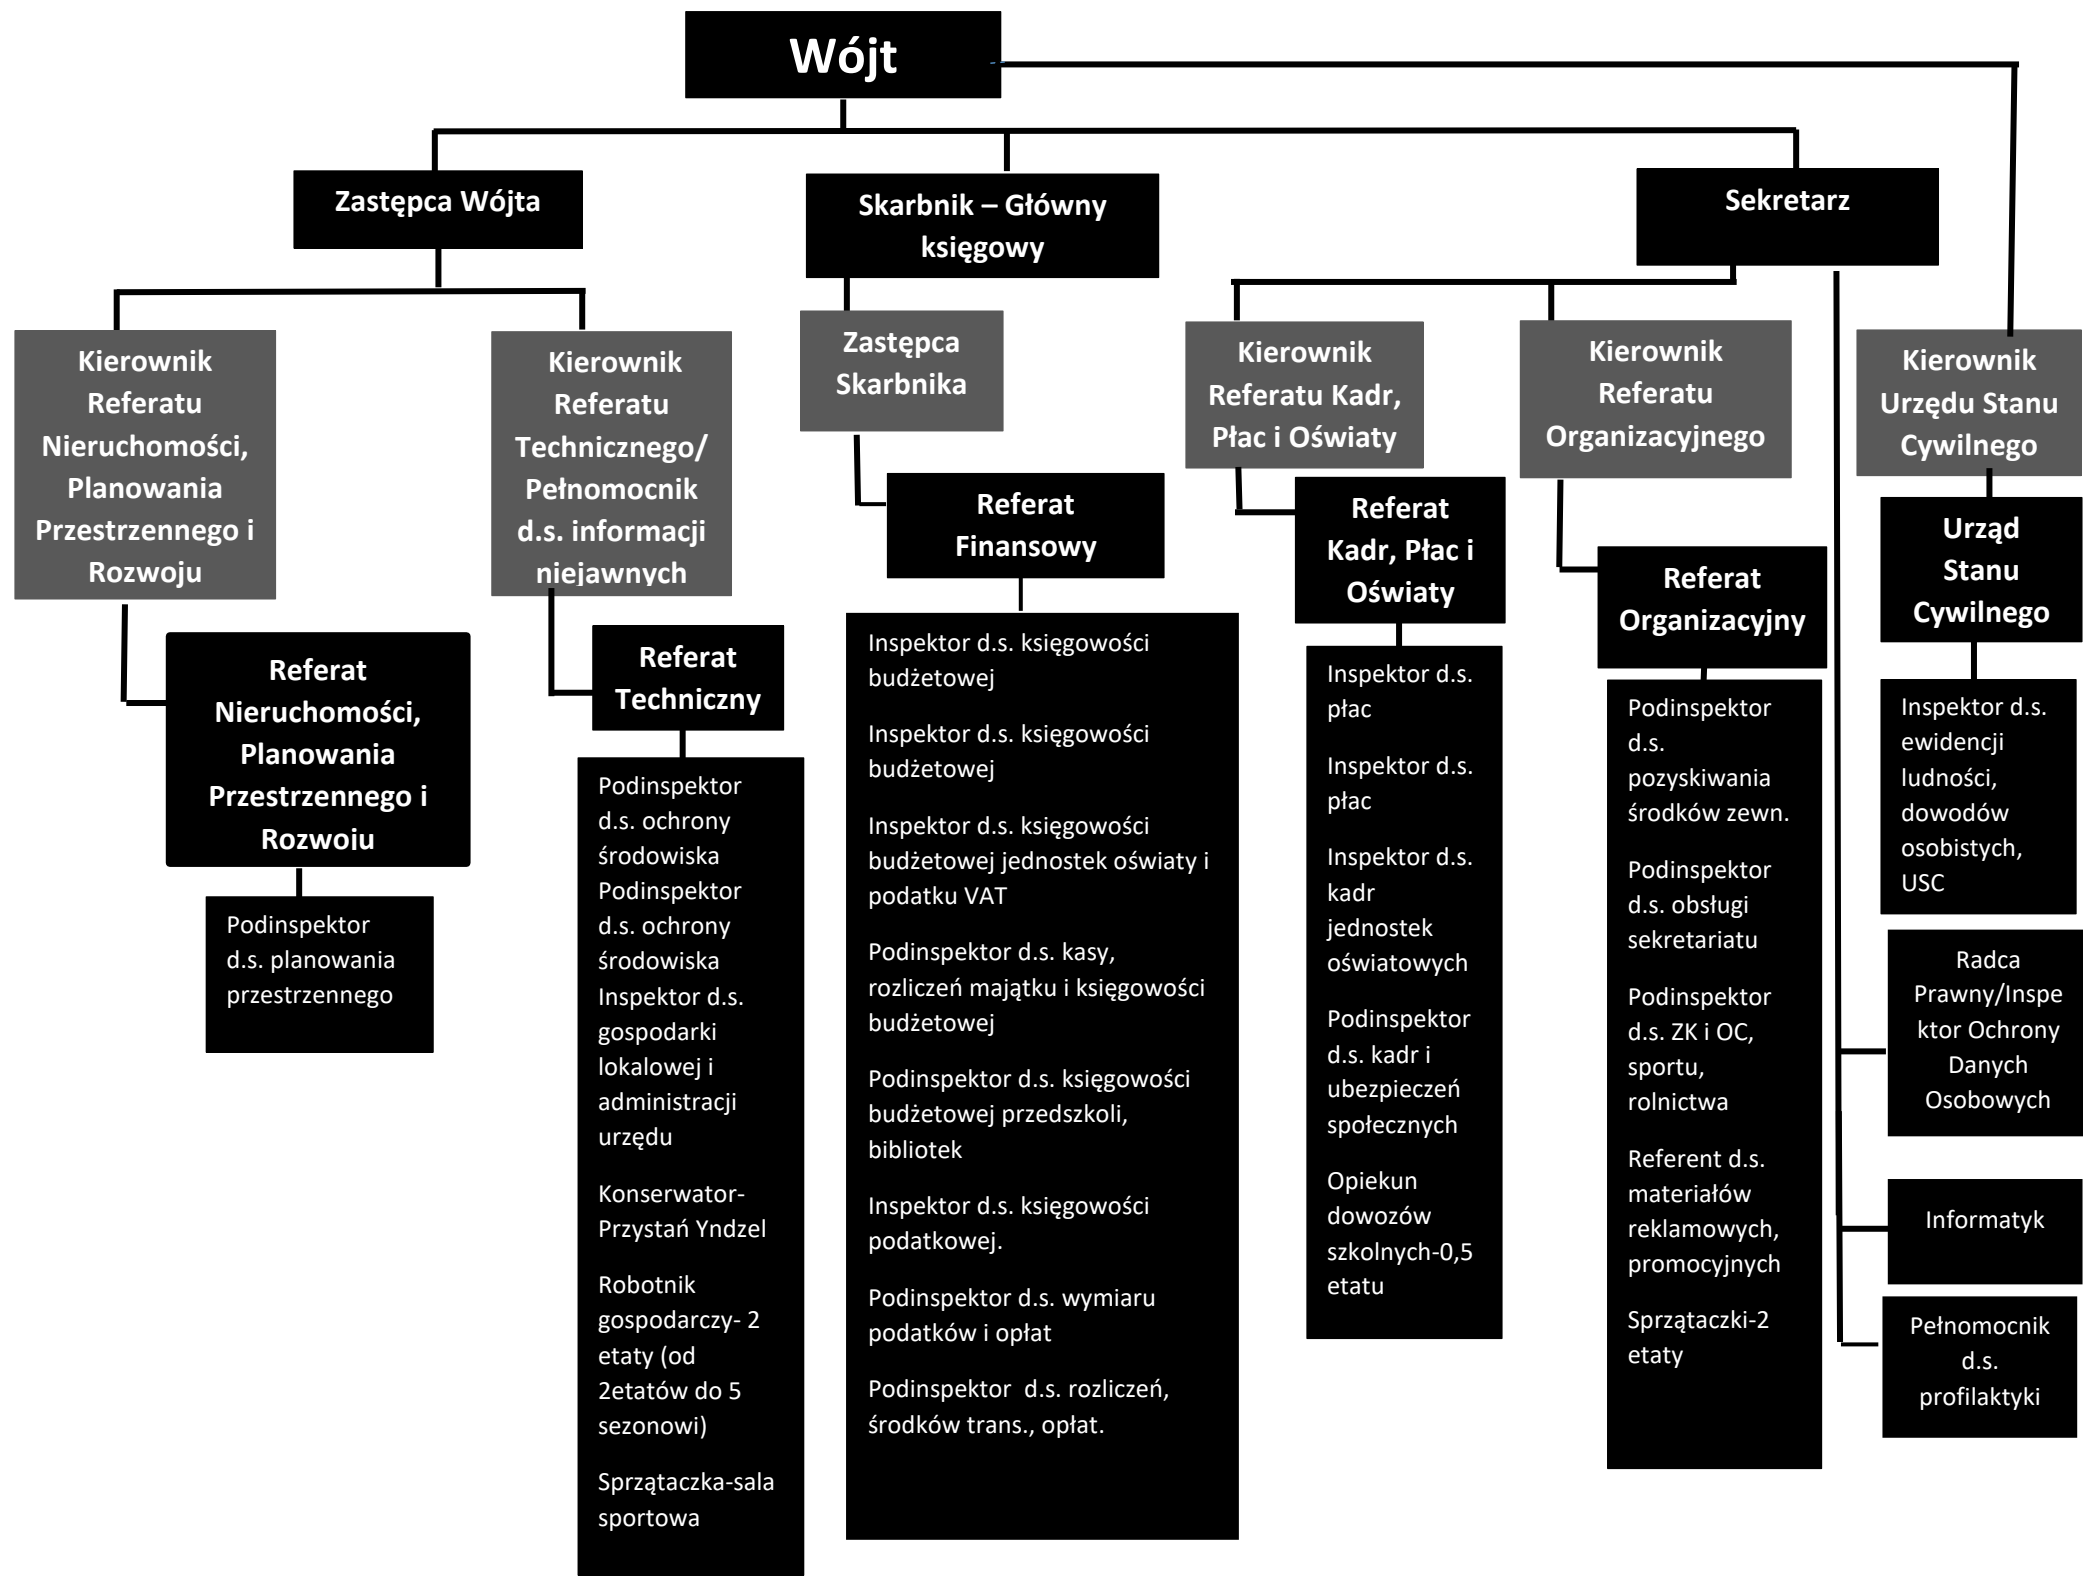 Wójt
Zastępca Wójta
Skarbnik – Główny
księgowy
Sekretarz
Kierownik
Referatu
Nieruchomości,
Planowania
Przestrzennego i
Rozwoju
Kierownik
Referatu
Technicznego/
Pełnomocnik
d.s. informacji
niejawnych
Zastępca
Skarbnika
Kierownik
Referatu Kadr,
Płac i Oświaty
Kierownik
Referatu
Organizacyjnego
Kierownik
Urzędu Stanu
Cywilnego
Referat
Nieruchomości,
Planowania
Przestrzennego i
Rozwoju
Podinspektor
d.s. planowania
przestrzennego
Referat
Techniczny
Podinspektor
d.s. ochrony
środowiska
Podinspektor
d.s. ochrony
środowiska
Inspektor d.s.
gospodarki
lokalowej i
administracji
urzędu
Konserwator-
Przystań Yndzel
Robotnik
gospodarczy- 2
etaty (od
2etatów do 5
sezonowi)
Sprzątaczka-sala
sportowa
Referat
Finansowy
Inspektor d.s. księgowości
budżetowej
Inspektor d.s. księgowości
budżetowej
Inspektor d.s. księgowości
budżetowej jednostek oświaty i
podatku VAT
Podinspektor d.s. kasy,
rozliczeń majątku i księgowości
budżetowej
Podinspektor d.s. księgowości
budżetowej przedszkoli,
bibliotek
Inspektor d.s. księgowości
podatkowej.
Podinspektor d.s. wymiaru
podatków i opłat
Podinspektor  d.s. rozliczeń,
środków trans., opłat.
Referat
Kadr, Płac i
Oświaty
Inspektor d.s.
płac
Inspektor d.s.
płac
Inspektor d.s.
kadr
jednostek
oświatowych
Podinspektor
d.s. kadr i
ubezpieczeń
społecznych
Opiekun
dowozów
szkolnych-0,5
etatu
Referat
Organizacyjny
Podinspektor
d.s.
pozyskiwania
środków zewn.
Podinspektor
d.s. obsługi
sekretariatu
Podinspektor
d.s. ZK i OC,
sportu,
rolnictwa
Referent d.s.
materiałów
reklamowych,
promocyjnych
Sprzątaczki-2
etaty
Urząd
Stanu
Cywilnego
Inspektor d.s.
ewidencji
ludności,
dowodów
osobistych,
USC
Radca
Prawny/Inspe
ktor Ochrony
Danych
Osobowych
Informatyk
Pełnomocnik
d.s.
profilaktyki